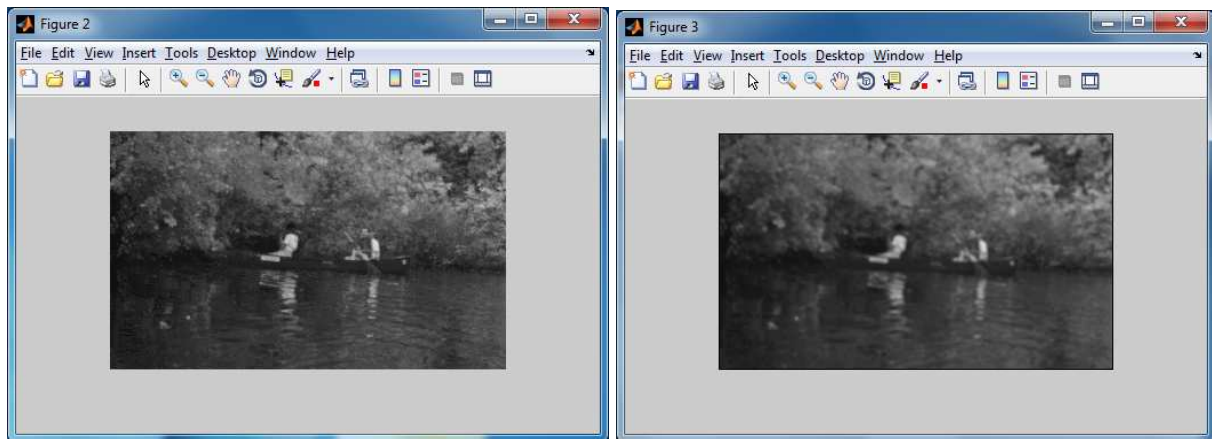 Figure 2
File Edit View Insert Tools Desktop Window Help
Figure 3
File Edit View Insert Tools Desktop Window Help